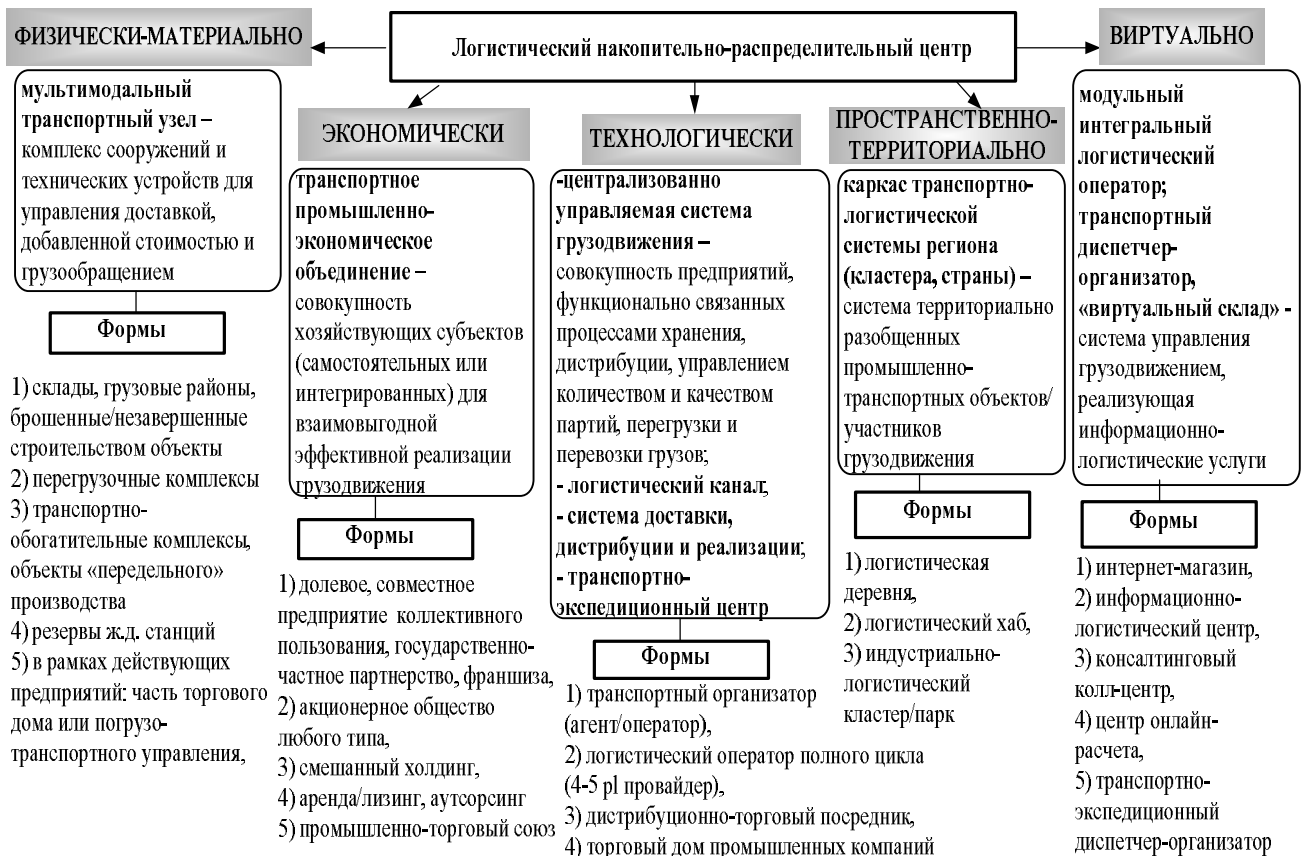 Логистический накопительно-распределительный центр
ФИЗИЧЕСКИ-МАТЕРИАЛЬНО
мультимодальный
транспортный узел –
комплекс сооружений и
технических устройств для
управления доставкой,
добавленной стоимостью и
грузообращением
Формы
1) склады, грузовые районы,
брошенные/незавершенные
строительством объекты
2) перегрузочные комплексы
3) транспортно-
обогатительные комплексы,
объекты «передельного»
производства
4) резервы ж.д. станций
5) в рамках действующих
предприятий: часть торгового
дома или погрузо-
транспортного управления,
ЭКОНОМИЧЕСКИ
транспортное
промышленно-
экономическое
объединение –
совокупность
хозяйствующих субъектов
(самостоятельных или
интегрированных) для
взаимовыгодной
эффективной реализации
грузодвижения
Формы
1) долевое, совместное
предприятие коллективного
пользования, государственно-
частное партнерство, франшиза,
2) акционерное общество
любого типа,
3) смешанный холдинг,
4) аренда/лизинг, аутсорсинг
5) промышленно-торговый союз
ТЕХНОЛОГИЧЕСКИ
-централизованно
управляемая система
грузодвижения –
совокупность предприятий,
функционально связанных
процессами хранения,
дистрибуции, управлением
количеством и качеством
партий, перегрузки и
перевозки грузов;
- логистический канал;
- система доставки,
дистрибуции и реализации;
- транспортно-
экспедиционный центр
Формы
1) транспортный организатор
(агент/оператор),
2) логистический оператор полного цикла
(4-5 pl провайдер),
3) дистрибуционно-торговый посредник,
4) торговый дом промышленных компаний
ПРОСТРАНСТВЕННО-
ТЕРРИТОРИАЛЬНО
каркас транспортно-
логистической
системы региона
(кластера, страны) –
система территориально
разобщенных
промышленно-
транспортных объектов/
участников
грузодвижения
Формы
1) логистическая
деревня,
2) логистический хаб,
3) индустриально-
логистический
кластер/парк
ВИРТУАЛЬНО
модульный
интегральный
логистический
оператор;
транспортный
диспетчер-
организатор,
«виртуальный склад» -
система управления
грузодвижением,
реализующая
информационно-
логистические услуги
Формы
1) интернет-магазин,
2) информационно-
логистический центр,
3) консалтинговый
колл-центр,
4) центр онлайн-
расчета,
5) транспортно-
экспедиционный
диспетчер-организатор